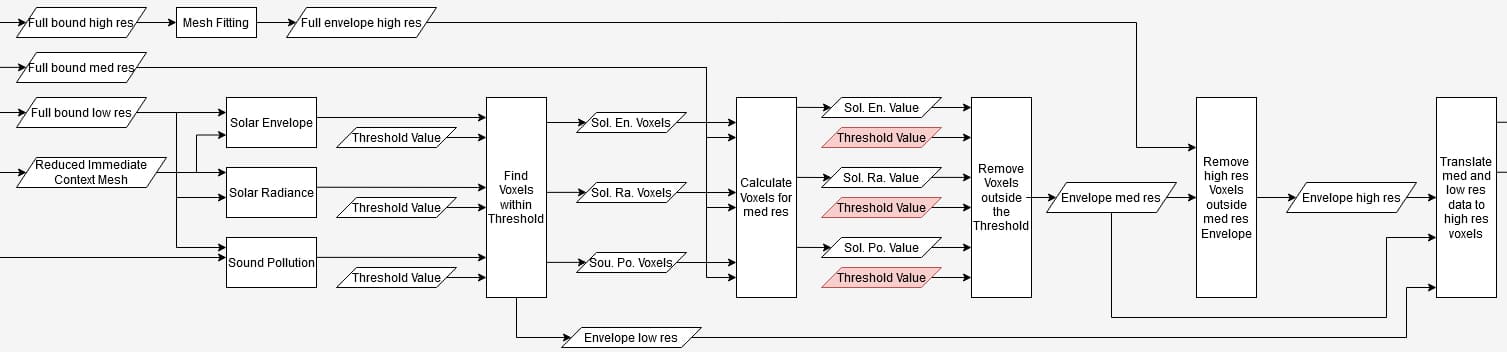 Full bound high res
Mesh Fitting
Full envelope high res
Full bound med res
Full bound low res
Reduced Immediate
Context Mesh
Solar Envelope
Threshold Value
Solar Radiance
Threshold Value
Sound Pollution
Threshold Value
Find
Voxels
within
Threshold
Sol. En. Voxels
Sol. Ra. Voxels
Sou. Po. Voxels
Envelope low res
Calculate
Voxels for
med res
Sol. En. Value
Threshold Value
Sol. Ra. Value
Threshold Value
Sol. Po. Value
Threshold Value
Remove
Voxels
outside
the
Threshold
Envelope med res
Remove
high res
Voxels
outside
med res
Envelope
Envelope high res
Translate
med and
low res
data to
high res
voxels